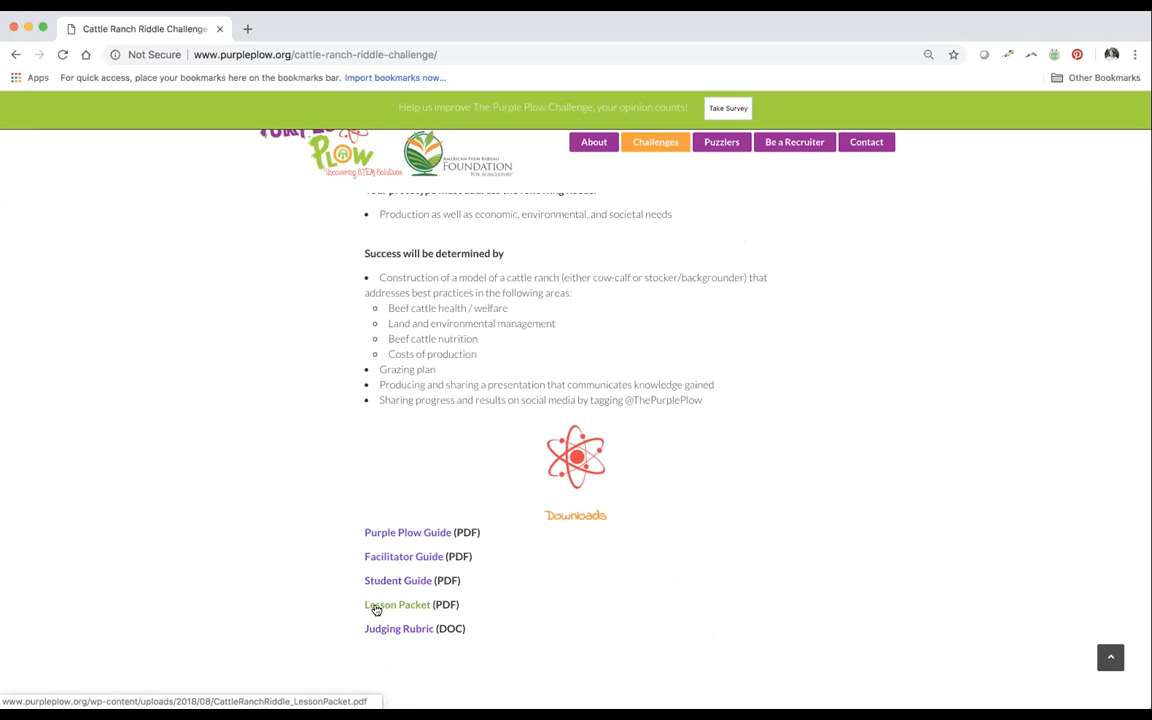 Cattle Ranch Riddle Challenge
Not Secure
www.purpleplow.org/cattle-ranch-riddle-challenge/
Apps
For quick access, place your bookmarks here on the bookmarks bar. Import bookmarks now...
Other Bookmarks
Help us improve The Purple Plow Challenge, your opinion counts!
Take Survey
PLOW
Uncovering STEM Solutions
AMERICAN FARM BUREAU
FOUNDATION
FOR AGRICULTURE
About
Challenges
Puzzlers
Be a Recruiter
Contact
Your prototype must address the following needs:
• Production as well as economic, environmental, and societal needs
Success will be determined by
• Construction of a model of a cattle ranch (either cow-calf or stocker/backgrounder) that
addresses best practices in the following areas:
Beef cattle health / welfare
Land and environmental management
Beef cattle nutrition
Costs of production
• Grazing plan
• Producing and sharing a presentation that communicates knowledge gained
• Sharing progress and results on social media by tagging @ThePurplePlow
Downloads
Purple Plow Guide (PDF)
Facilitator Guide (PDF)
Student Guide (PDF)
Lesson Packet (PDF)
Judging Rubric (DOC)
www.purpleplow.org/wp-content/uploads/2018/08/CattleRanchRiddle_LessonPacket.pdf